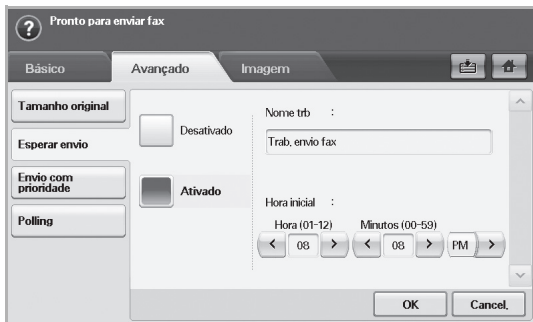 ? Pronto para enviar fax
Básico Avançado Imagem
Tamanho original
Esperar envio
Envio com
prioridade
Polling
Desativado
Ativado
Nome trb :
Trab. envio fax
Hora inicial :
Hora (01-12) Minutos (00-59)
< 08 > < 08 > PM >
OK Cancel.